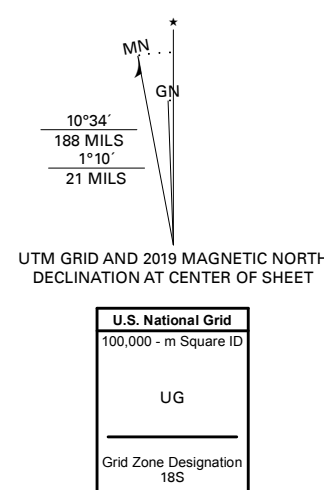 ★
MN
GN
10°34´
188 MILS
1°10´
21 MILS
UTM GRID AND 2019 MAGNETIC NORTH
DECLINATION AT CENTER OF SHEET
U.S. National Grid
100,000 - m Square ID
UG
Grid Zone Designation
18S